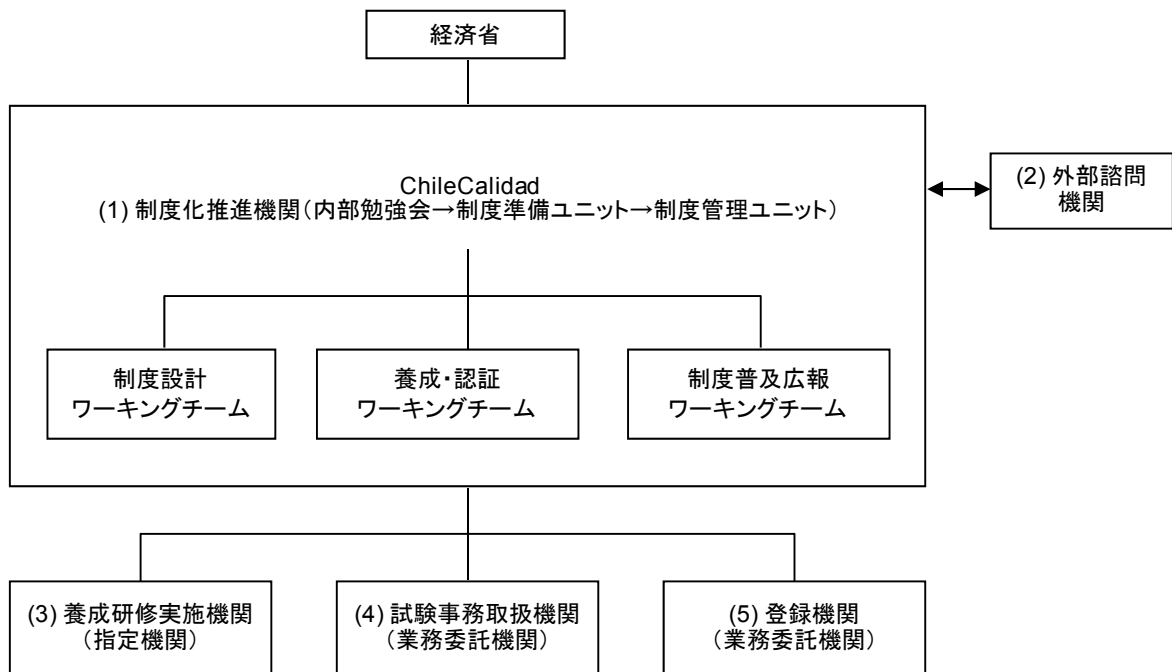 経済省
ChileCalidad
(1) 制度化推進機関（内部勉強会→制度準備ユニット→制度管理ユニット）
(2) 外部諮問
機関
制度設計
ワーキングチーム
養成・認証
ワーキングチーム
制度普及広報
ワーキングチーム
(3) 養成研修実施機関
（指定機関）
(4) 試験事務取扱機関
（業務委託機関）
(5) 登録機関
（業務委託機関）